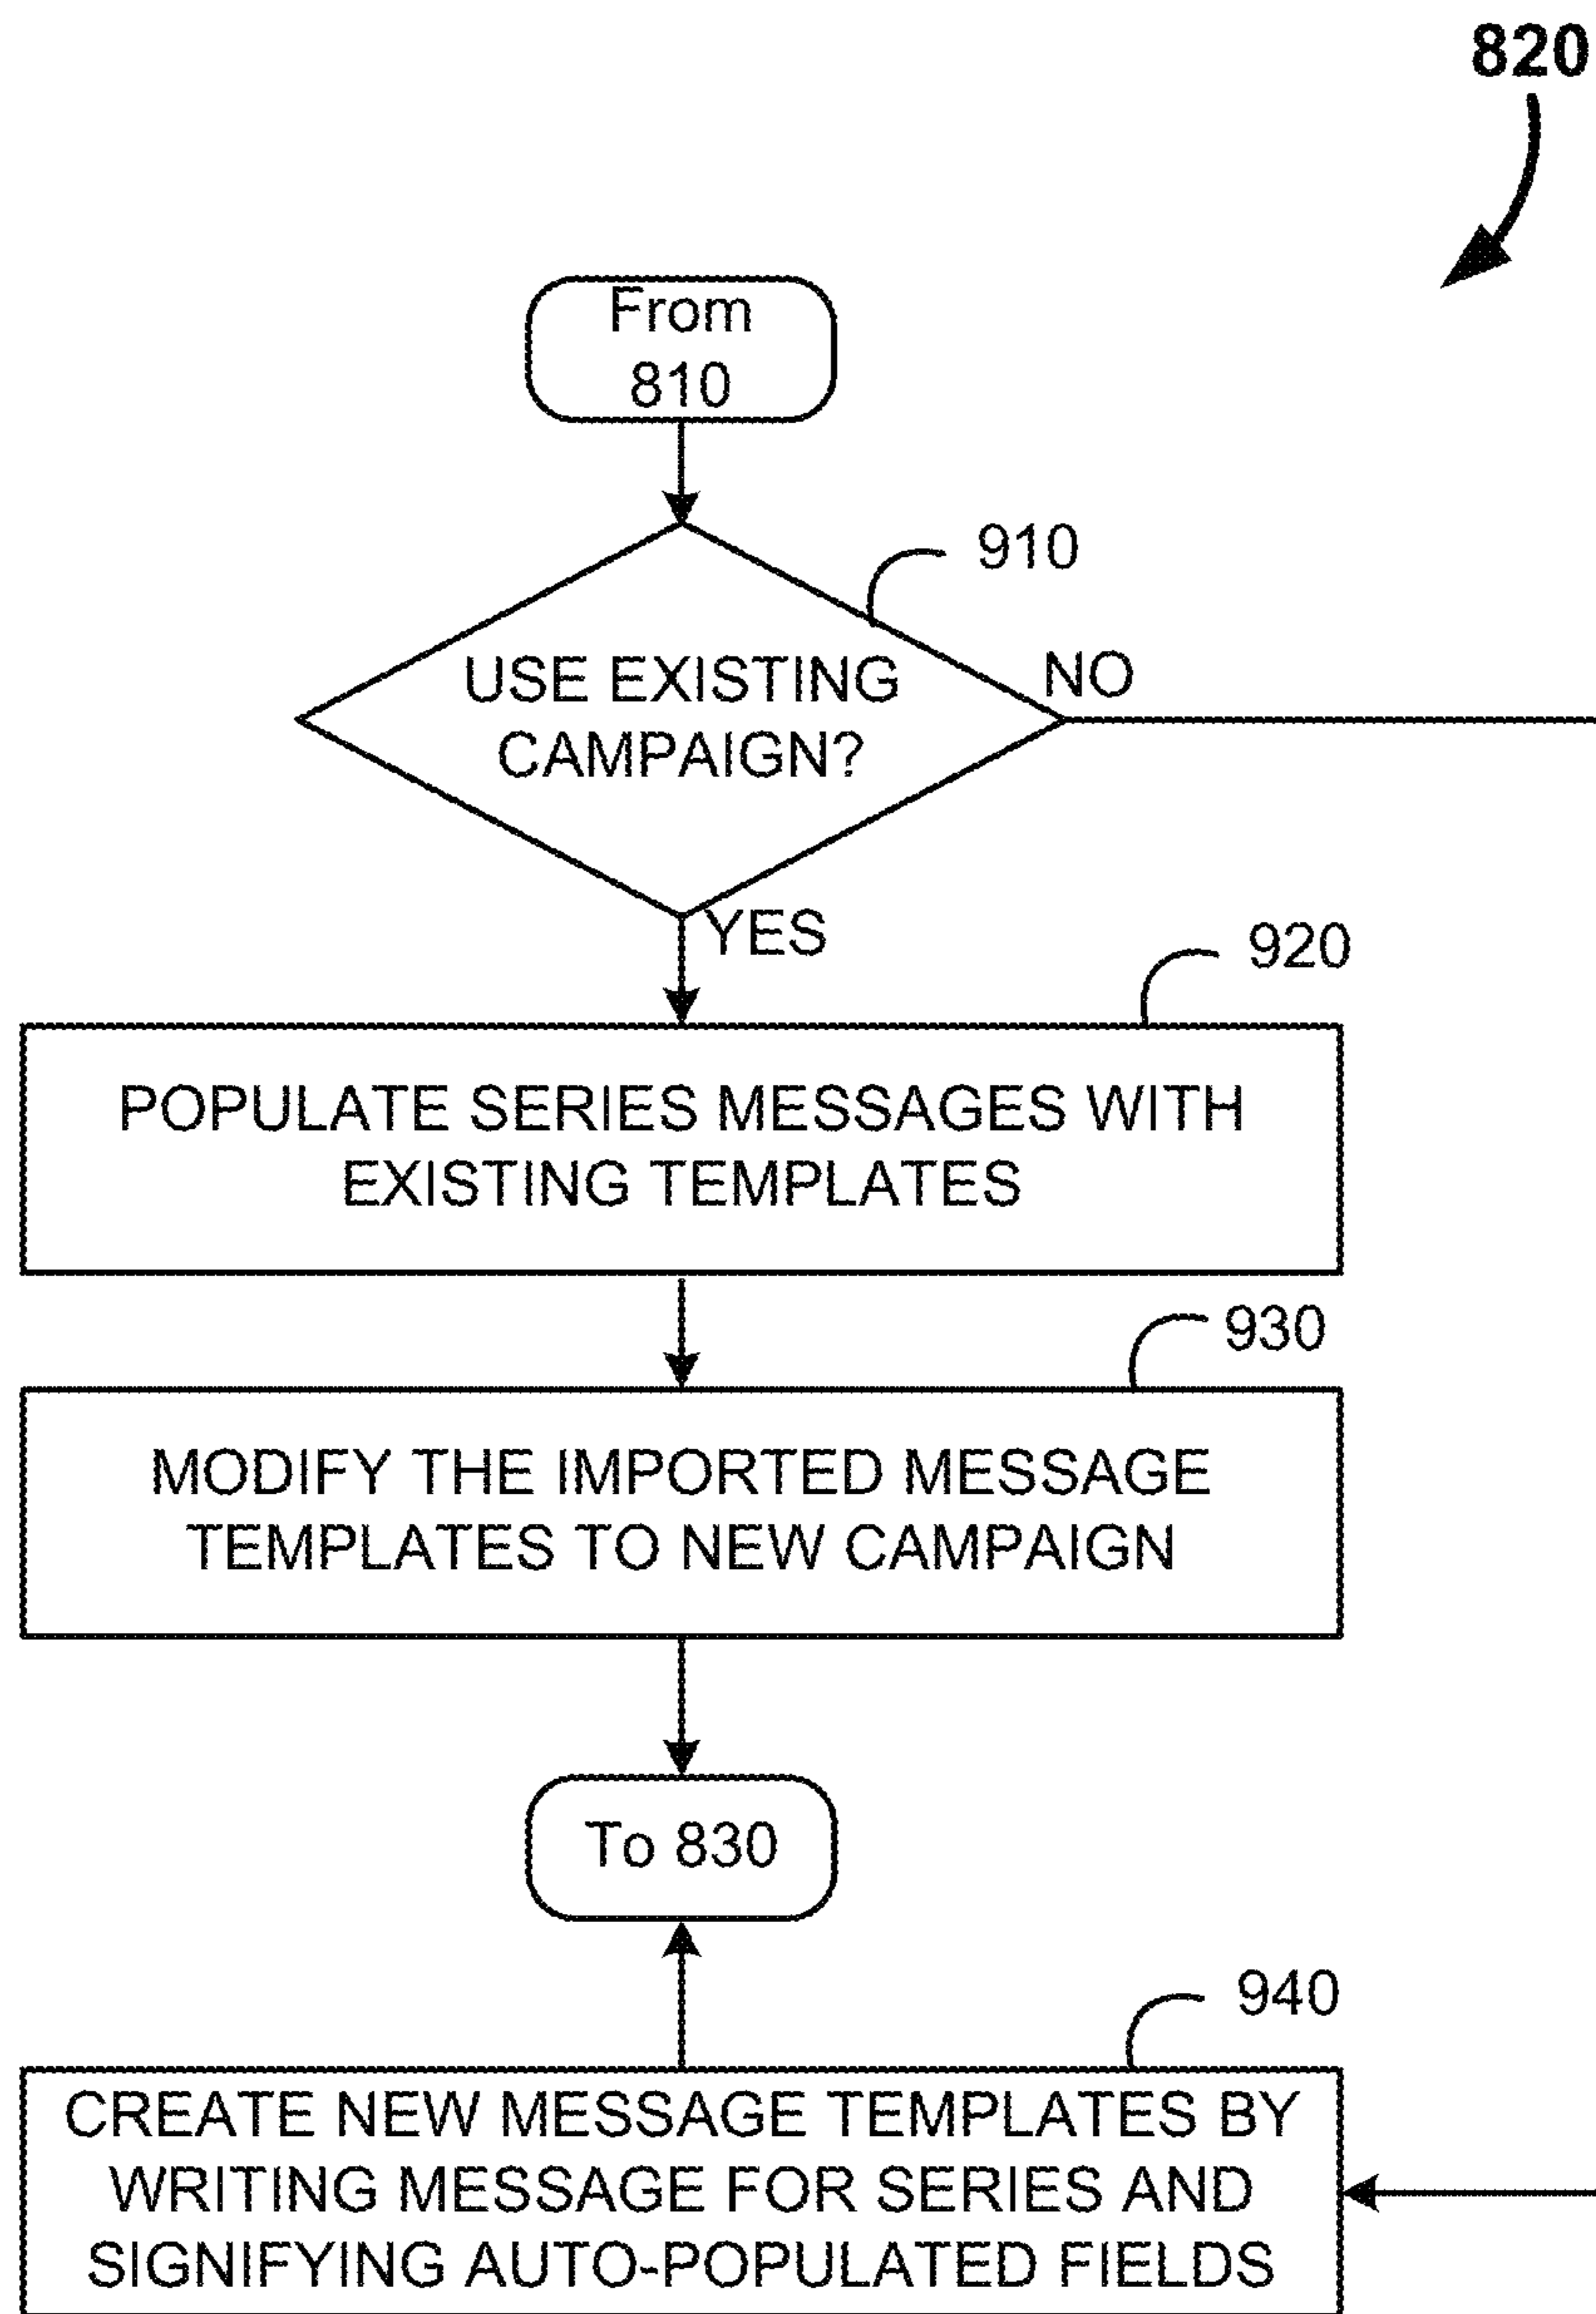 820
From
810
910
USE EXISTING
CAMPAIGN?
NO
YES
920
POPULATE SERIES MESSAGES WITH
EXISTING TEMPLATES
930
MODIFY THE IMPORTED MESSAGE
TEMPLATES TO NEW CAMPAIGN
To 830
940
CREATE NEW MESSAGE TEMPLATES BY
WRITING MESSAGE FOR SERIES AND
SIGNIFYING AUTO-POPULATED FIELDS